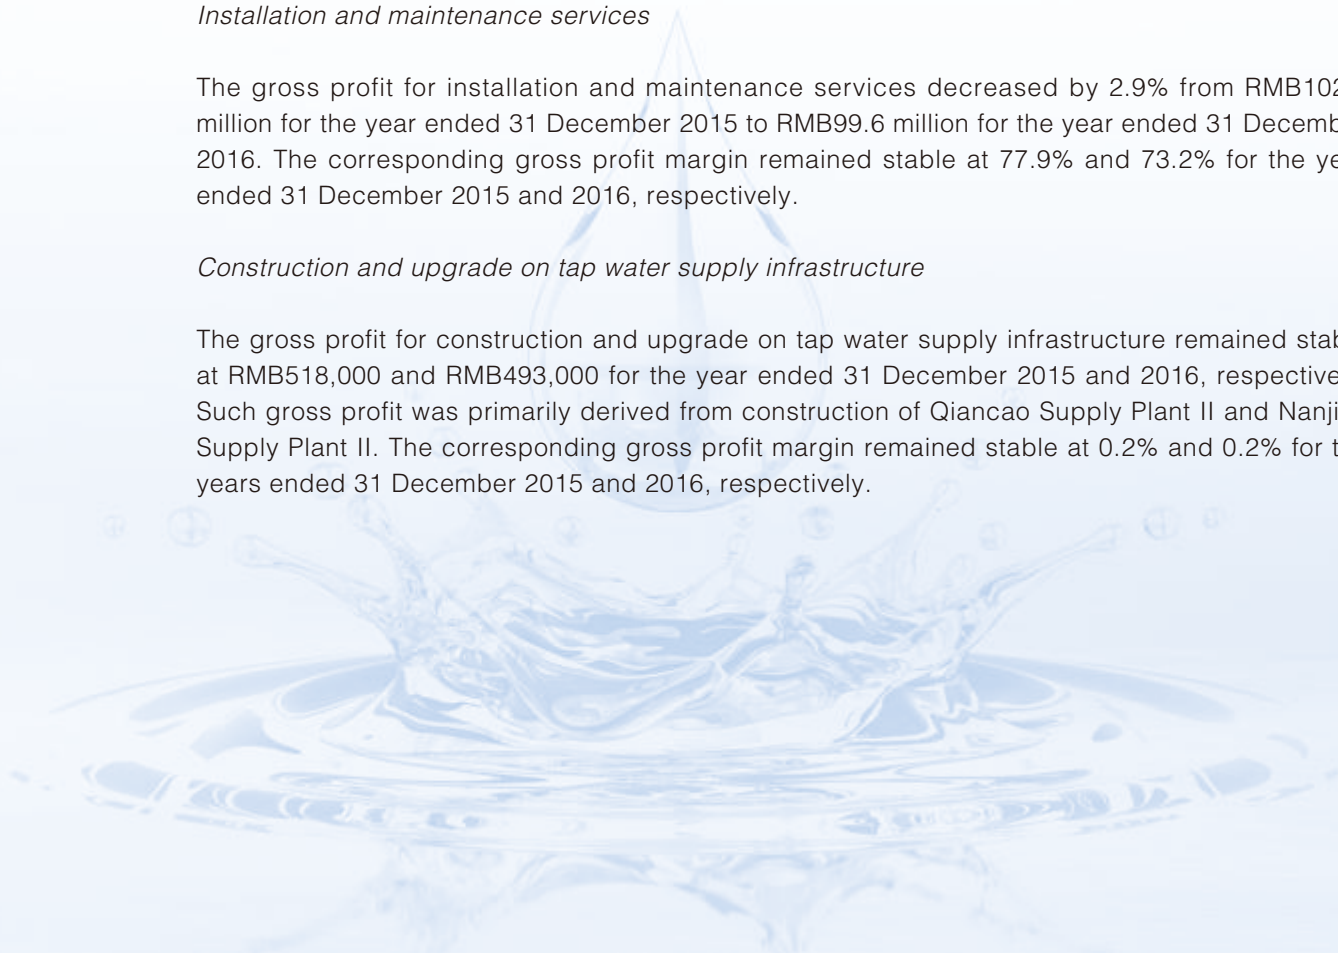 Installation and maintenance services
The gross profit for installation and maintenance services decreased by 2.9% from
million for the year ended 31 December 2015 to RMB99.6 million for the year ended 31
2016. The corresponding gross profit margin remained stable at 77.9% and 73.2% for the
ended 31 December 2015 and 2016, respectively.
Construction and upgrade on tap water supply infrastructure
The gross profit for construction and upgrade on tap water supply infrastructure remained
at RMB518,000 and RMB493,000 for the year ended 31 December 2015 and 2016,
Such gross profit was primarily derived from construction of Qiancao Supply Plant II and
Supply Plant II. The corresponding gross profit margin remained stable at 0.2% and 0.2% for
years ended 31 December 2015 and 2016, respectively.